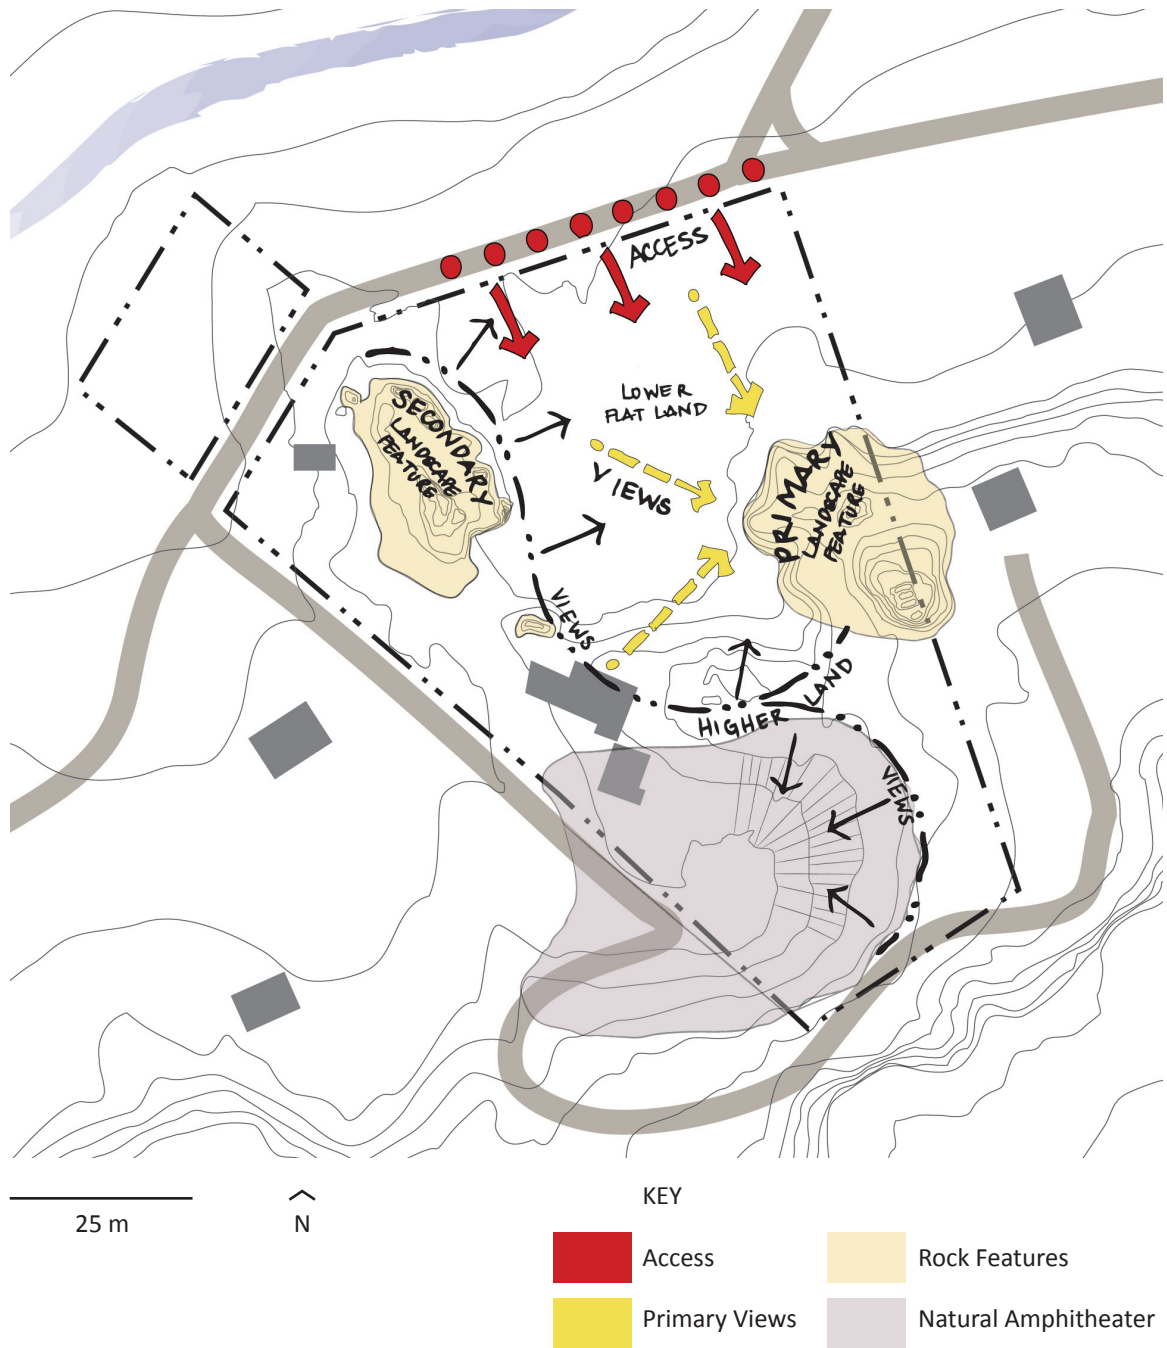 ACCESS
LOWER
FLAT LAND
SECONDARY
LANDSCAPE
FEATURE
VIEWS
PRIMARY
LANDSCAPE
FEATURE
VIEWS
HIGHER LAND
VIEWS
25 m
N
KEY
Access
Rock Features
Primary Views
Natural Amphitheater